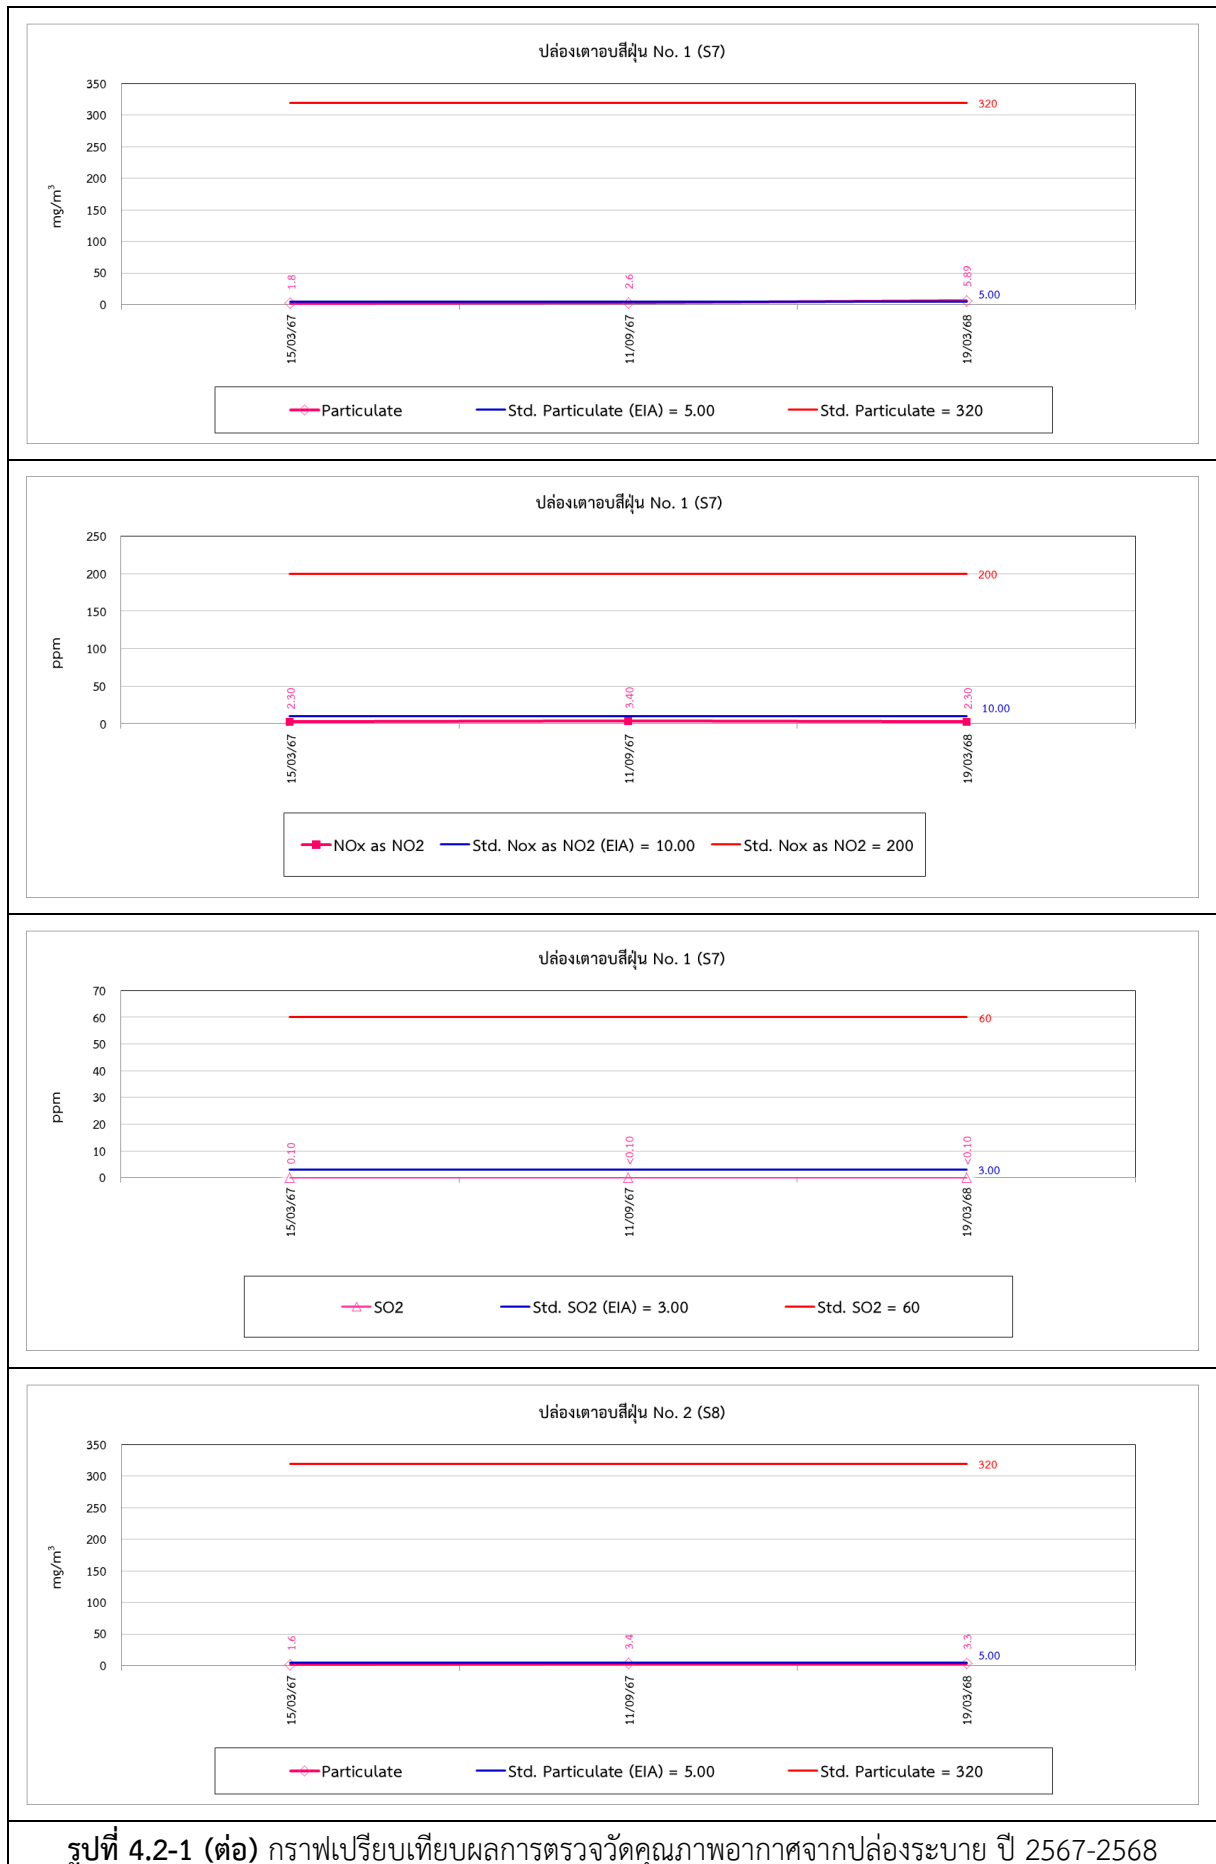 ปล่องเตาอบสีฝุ่น No. 1 (S7)
350
300
250
200
150
100
50
0
mg/m³
320
1.8
2.6
5.89
5.00
15/03/67
11/09/67
19/03/68
Particulate
Std. Particulate (EIA) = 5.00
Std. Particulate = 320
ปล่องเตาอบสีฝุ่น No. 1 (S7)
250
200
150
100
50
0
ppm
200
2.30
3.40
2.30
10.00
15/03/67
11/09/67
19/03/68
NOx as NO2
Std. Nox as NO2 (EIA) = 10.00
Std. Nox as NO2 = 200
ปล่องเตาอบสีฝุ่น No. 1 (S7)
70
60
50
40
30
20
10
0
ppm
60
0.10
<0.10
<0.10
3.00
15/03/67
11/09/67
19/03/68
SO2
Std. SO2 (EIA) = 3.00
Std. SO2 = 60
ปล่องเตาอบสีฝุ่น No. 2 (S8)
350
300
250
200
150
100
50
0
mg/m³
320
1.6
3.4
3.3
5.00
15/03/67
11/09/67
19/03/68
Particulate
Std. Particulate (EIA) = 5.00
Std. Particulate = 320
รูปที่ 4.2-1 (ต่อ) กราฟเปรียบเทียบผลการตรวจวัดคุณภาพอากาศจากปล่องระบาย ปี 2567-2568